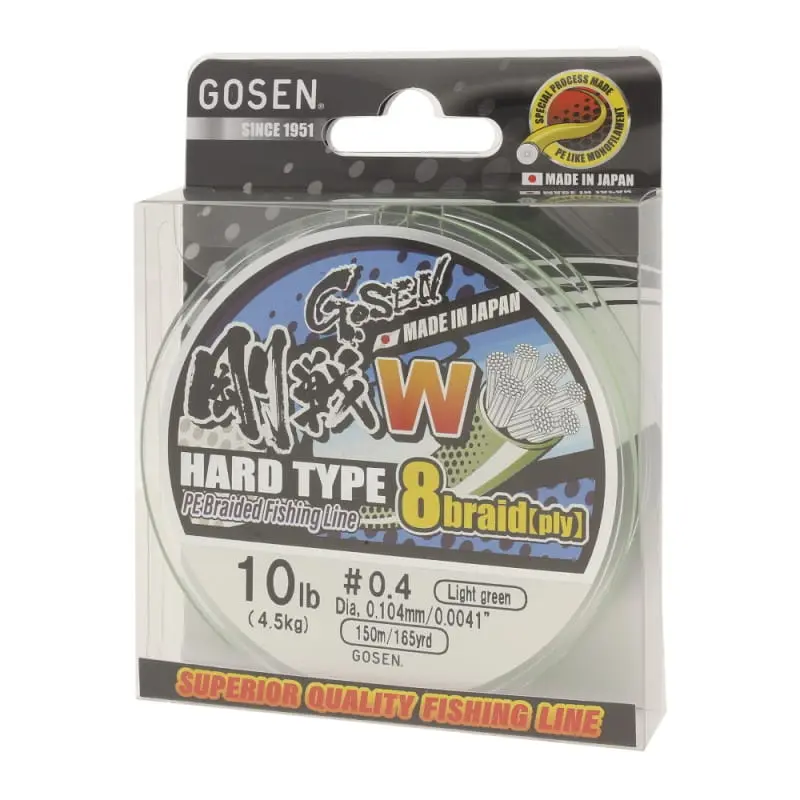 GOSEN®
SINCE 1951
SPECIAL PROCESS MADE
PE LIKE MONOFILAMENT
MADE IN JAPAN
GOSEN
MADE IN JAPAN
剛戦W
HARD TYPE
PE Braided Fishing Line
8braid[ply]
10lb
(4.5kg)
#0.4
Light green
Dia, 0.104mm/0.0041"
150m/165yrd
GOSEN.
SUPERIOR QUALITY FISHING LINE